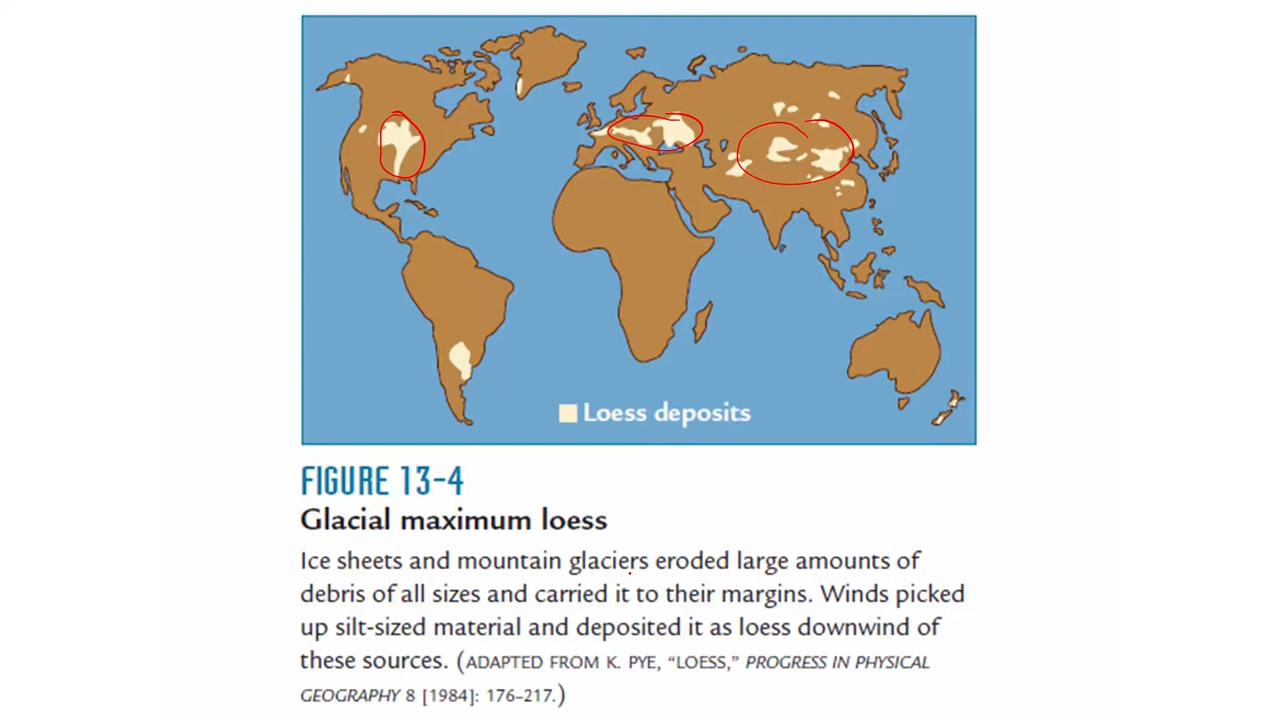 Loess deposits
FIGURE 13–4
Glacial maximum loess
Ice sheets and mountain glaciers eroded large amounts of
debris of all sizes and carried it to their margins. Winds picked
up silt-sized material and deposited it as loess downwind of
these sources. (ADAPTED FROM K. PYE, “LOESS,” PROGRESS IN PHYSICAL
GEOGRAPHY 8 [1984]: 176–217.)